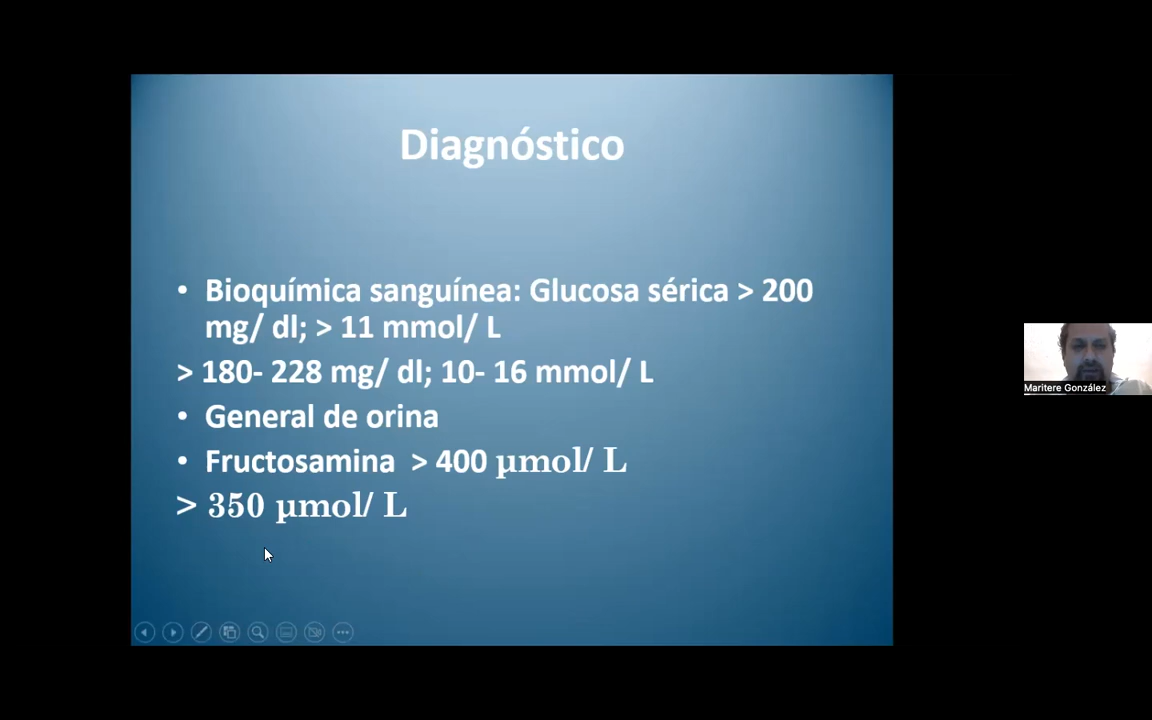 Diagnóstico
• Bioquímica sanguínea: Glucosa sérica > 200
mg/ dl; > 11 mmol/ L
> 180- 228 mg/ dl; 10- 16 mmol/ L
• General de orina
• Fructosamina > 400 µmol/ L
> 350 µmol/ L
Maritere González